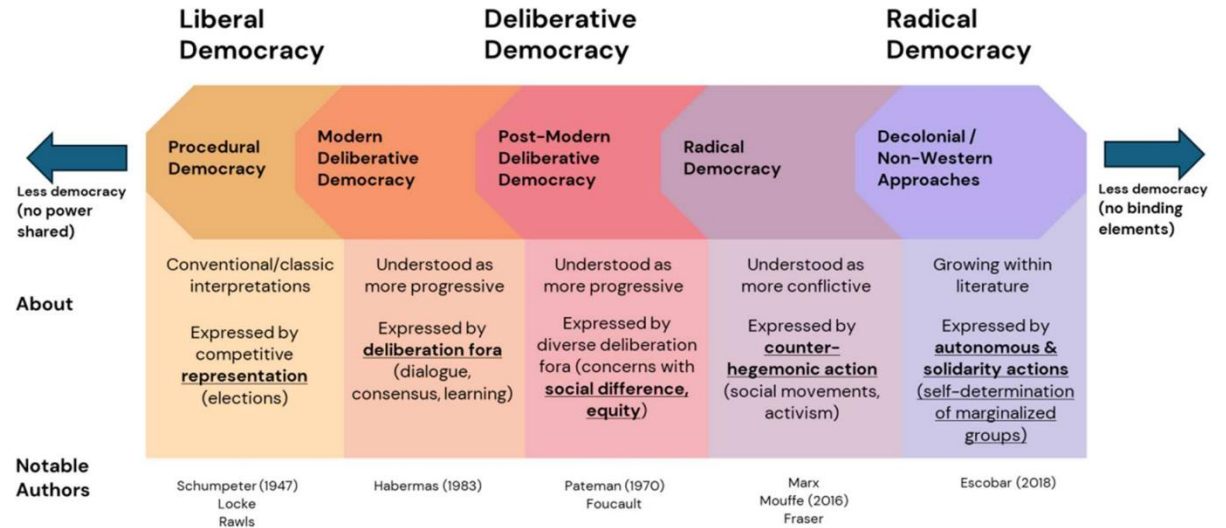 Liberal
Democracy
Deliberative
Democracy
Radical
Democracy
Less democracy
(no power
shared)
Procedural
Democracy
Modern
Deliberative
Democracy
Post-Modern
Deliberative
Democracy
Radical
Democracy
Decolonial /
Non-Western
Approaches
Less democracy
(no binding
elements)
About
Conventional/classic
interpretations
Expressed by
competitive
representation
(elections)
Understood as
more progressive
Expressed by
deliberation fora
(dialogue,
consensus, learning)
Understood as
more progressive
Expressed by
diverse deliberation
fora (concerns with
social difference,
equity)
Understood as
more conflictive
Expressed by
counter-
hegemonic action
(social movements,
activism)
Growing within
literature
Expressed by
autonomous &
solidarity actions
(self-determination
of marginalized
groups)
Notable
Authors
Schumpeter (1947)
Locke
Rawls
Habermas (1983)
Pateman (1970)
Foucault
Marx
Mouffe (2016)
Fraser
Escobar (2018)